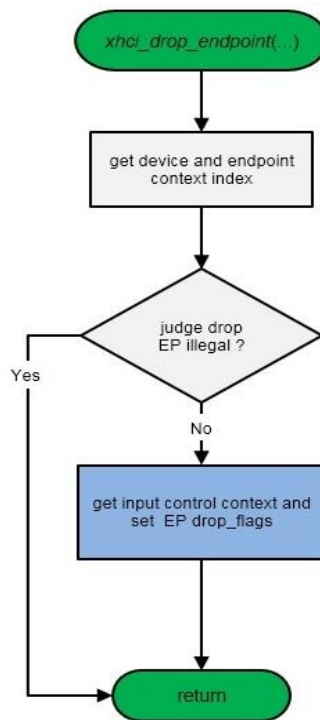 xhci_drop_endpoint(...)
get device and endpoint
context index
judge drop
EP illegal ?
Yes
No
get input control context and
set EP drop_flags
return